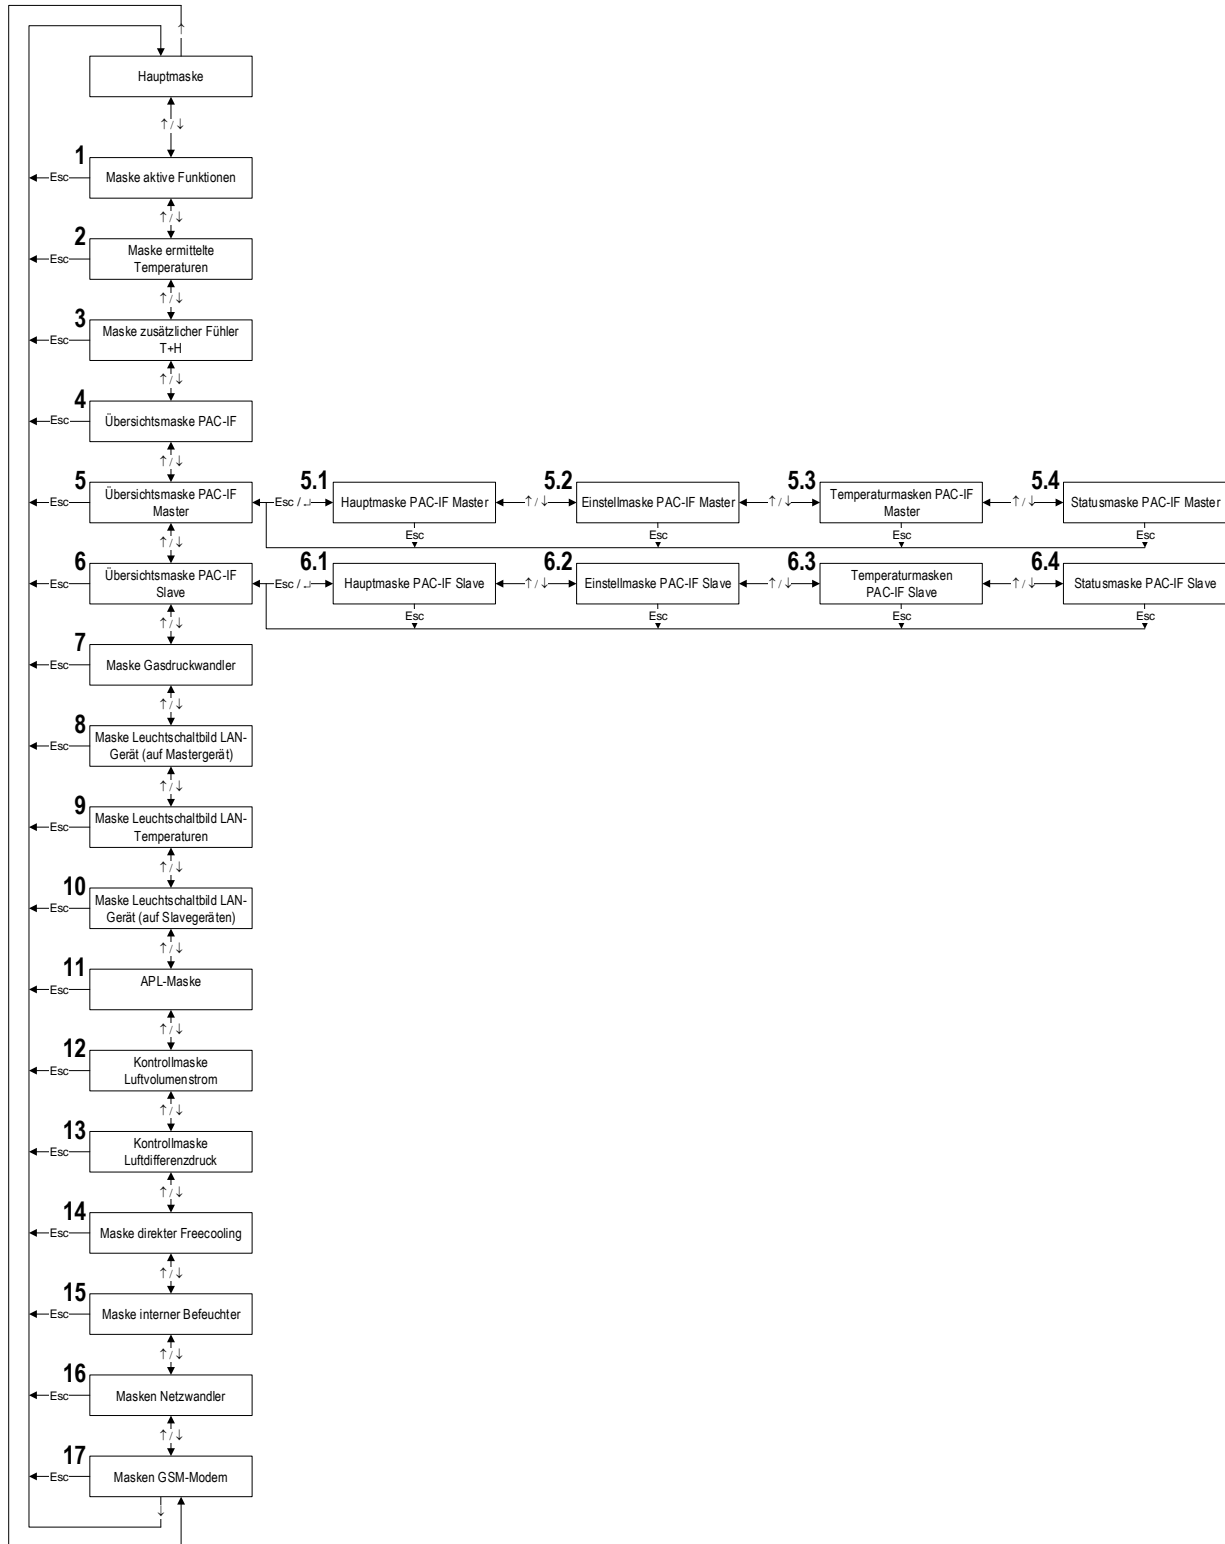 ↑
Hauptmaske
↑ / ↓
1
Esc
Maske aktive Funktionen
↑ / ↓
2
Esc
Maske ermittelte
Temperaturen
↑ / ↓
3
Esc
Maske zusätzlicher Fühler
T+H
↑ / ↓
4
Esc
Übersichtsmaske PAC-IF
↑ / ↓
5
Esc
Übersichtsmaske PAC-IF
Master
Esc / ↵
5.1
Hauptmaske PAC-IF Master
Esc
↑ / ↓
5.2
Einstellmaske PAC-IF Master
Esc
↑ / ↓
5.3
Temperaturmasken PAC-IF
Master
Esc
↑ / ↓
5.4
Statusmaske PAC-IF Master
Esc
↑ / ↓
6
Esc
Übersichtsmaske PAC-IF
Slave
Esc / ↵
6.1
Hauptmaske PAC-IF Slave
Esc
↑ / ↓
6.2
Einstellmaske PAC-IF Slave
Esc
↑ / ↓
6.3
Temperaturmasken
PAC-IF Slave
Esc
↑ / ↓
6.4
Statusmaske PAC-IF Slave
Esc
↑ / ↓
7
Esc
Maske Gasdruckwandler
↑ / ↓
8
Esc
Maske Leuchtschaltbild LAN-
Gerät (auf Mastergerät)
↑ / ↓
9
Esc
Maske Leuchtschaltbild LAN-
Temperaturen
↑ / ↓
10
Esc
Maske Leuchtschaltbild LAN-
Gerät (auf Slavegeräten)
↑ / ↓
11
Esc
APL-Maske
↑ / ↓
12
Esc
Kontrollmaske
Luftvolumenstrom
↑ / ↓
13
Esc
Kontrollmaske
Luftdifferenzdruck
↑ / ↓
14
Esc
Maske direkter Freecooling
↑ / ↓
15
Esc
Maske interner Befeuchter
↑ / ↓
16
Esc
Masken Netzwandler
↑ / ↓
17
Esc
Masken GSM-Modem
↓